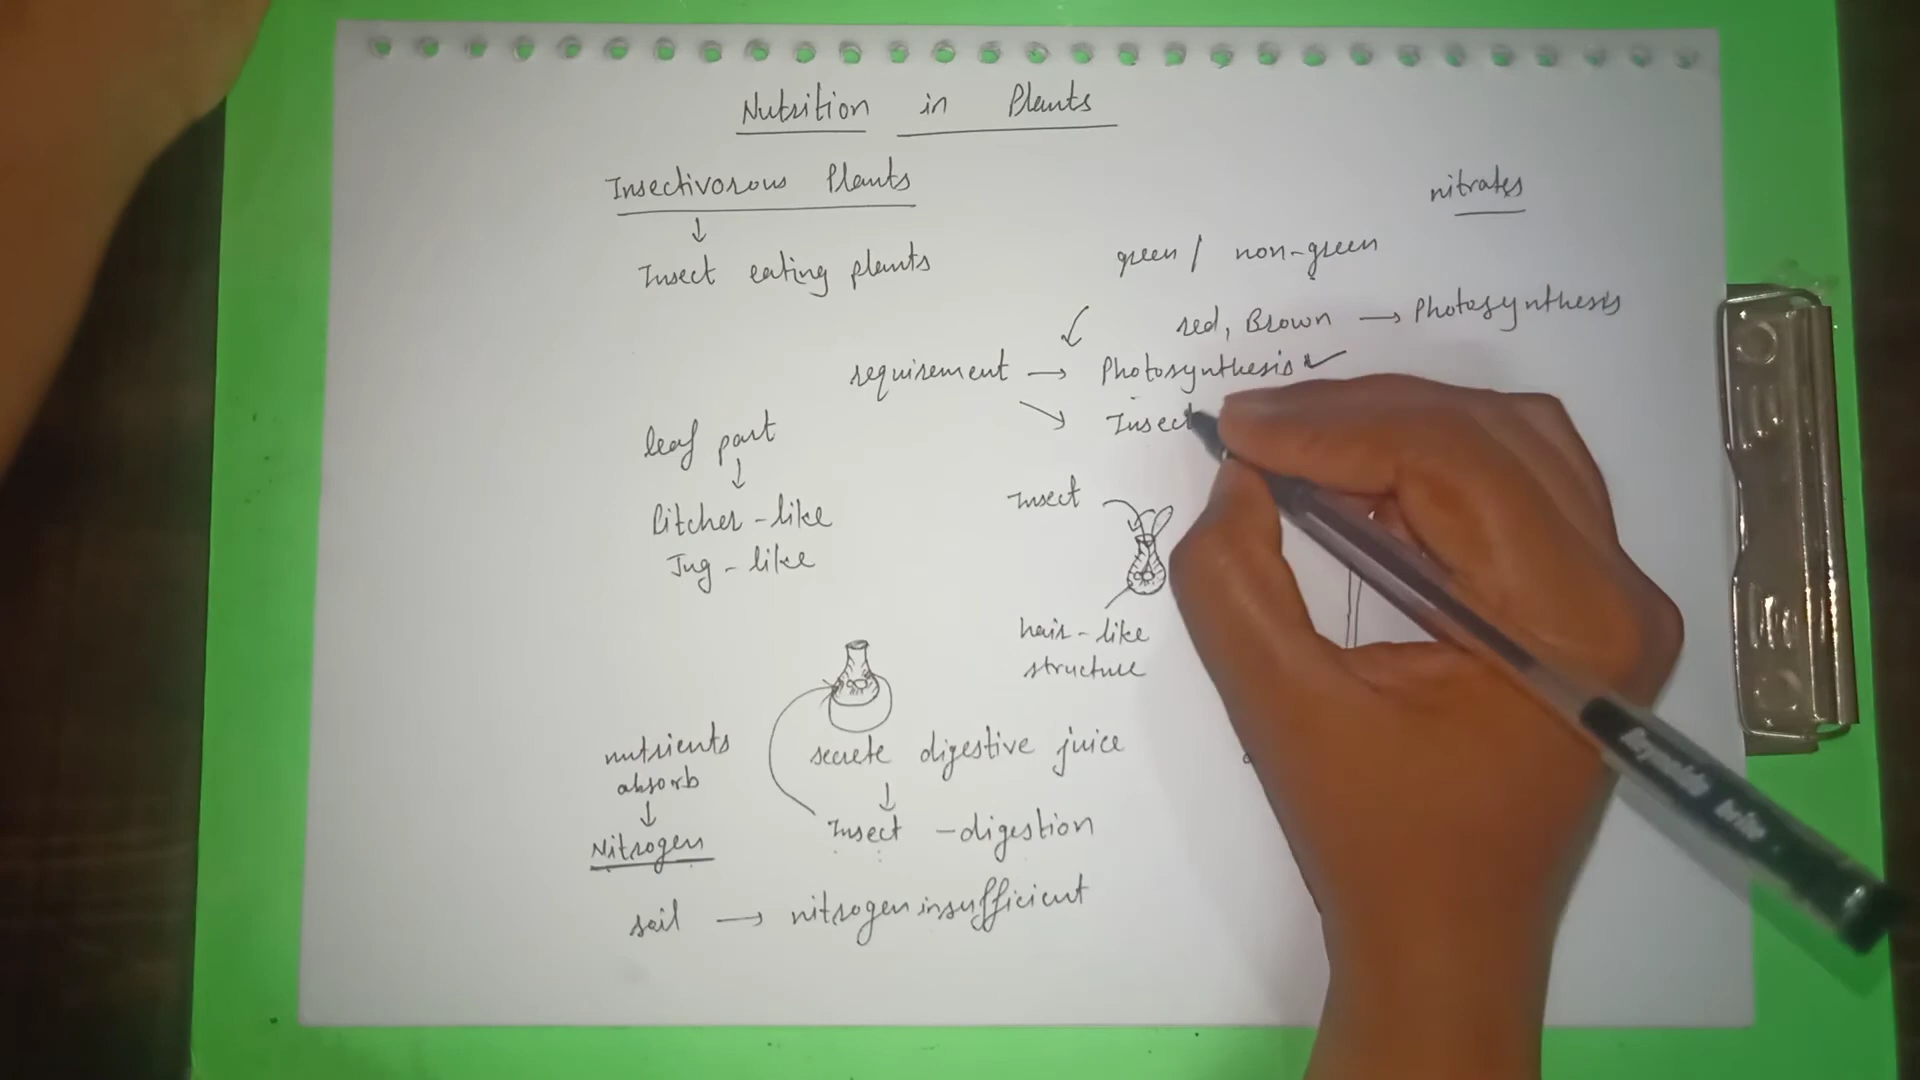 Nutrition in Plants
Insectivorous Plants
↓
Insect eating plants
nitrates
green / non-green
red, Brown → Photosynthesis
requirement → Photosynthesis ✓
Insect
leaf part
↓
Pitcher-like
Jug-like
Insect
hair-like
structure
nutrients
absorb
↓
Nitrogen
secrete digestive juice
↓
Insect - digestion
soil → nitrogen insufficient
Reynolds brite